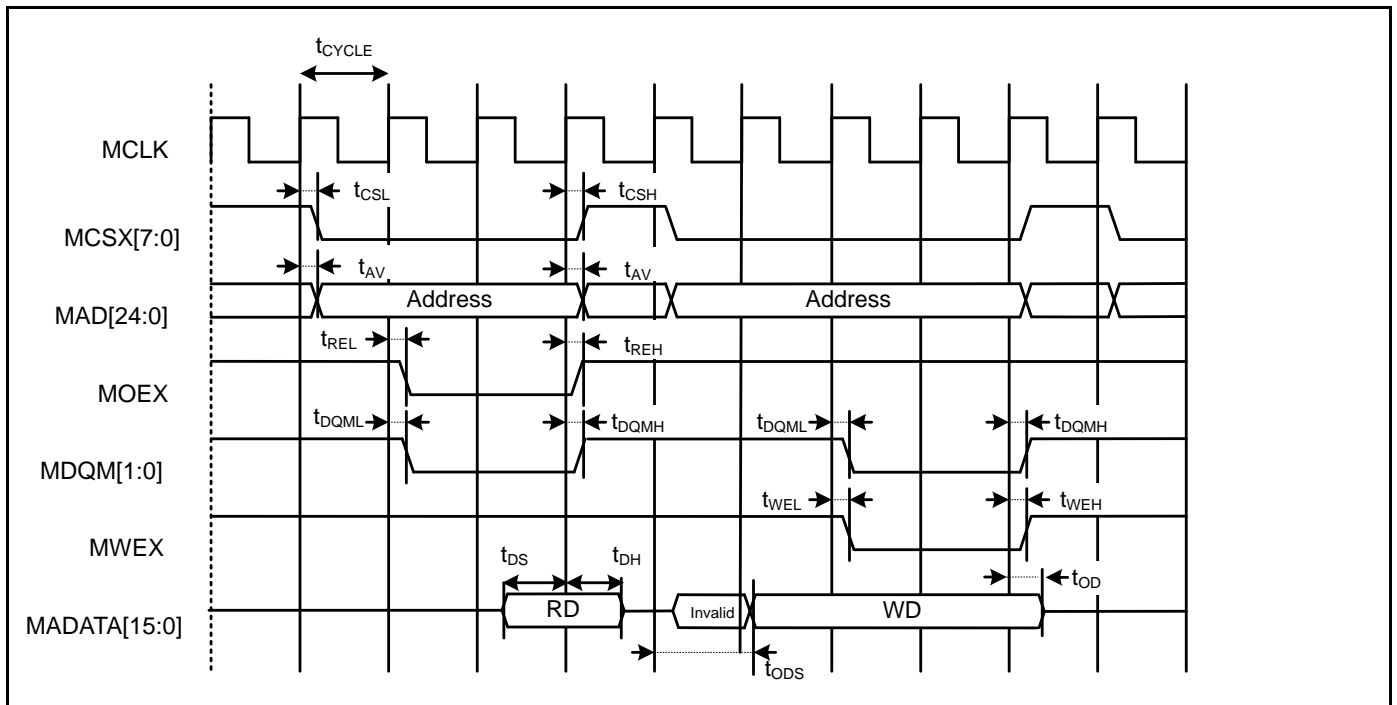 tCYCLE
MCLK
tCSL
tCSH
MCSX[7:0]
tAV
tAV
Address
Address
MAD[24:0]
tREL
tREH
MOEX
tDQML
tDQMH
tDQML
tDQMH
MDQM[1:0]
tWEL
tWEH
MWEX
tDS
tDH
tOD
RD
Invalid
WD
MADATA[15:0]
tODS